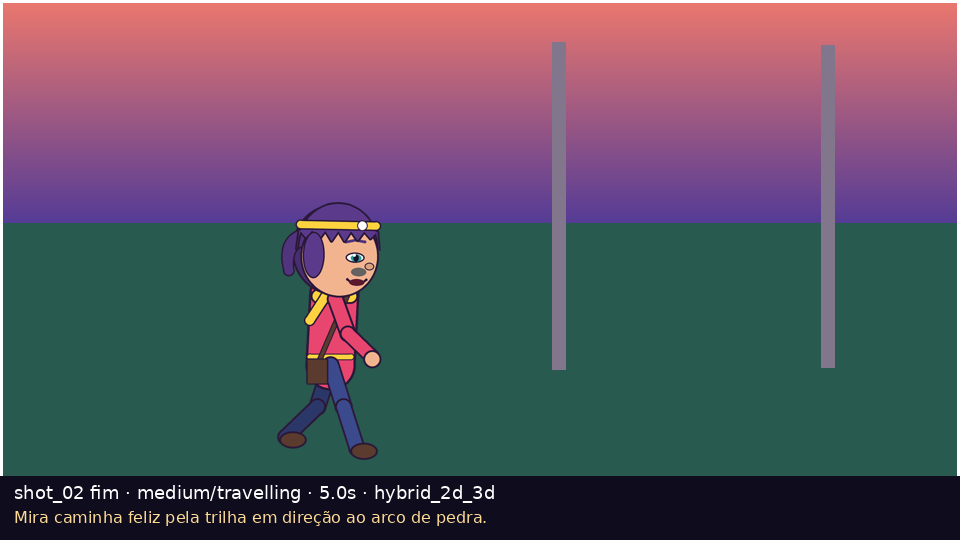 shot_02 fim · medium/travelling · 5.0s · hybrid_2d_3d
Mira caminha feliz pela trilha em direção ao arco de pedra.